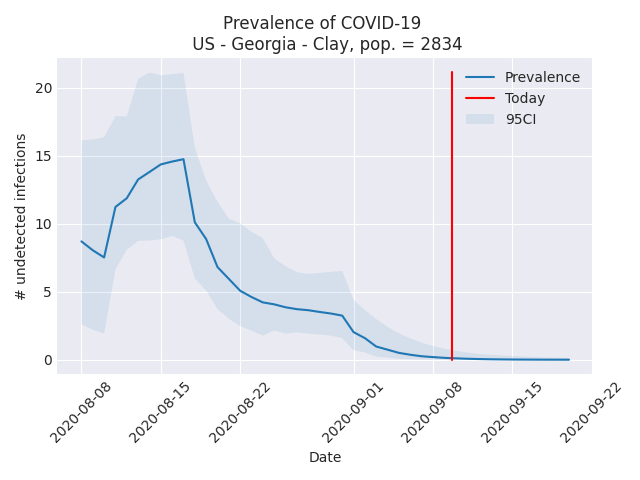 Prevalence of COVID-19
US - Georgia - Clay, pop. = 2834
Prevalence
Today
95CI
# undetected infections
20
15
10
5
0
2020-08-08
2020-08-15
2020-08-22
2020-09-01
2020-09-08
2020-09-15
2020-09-22
Date